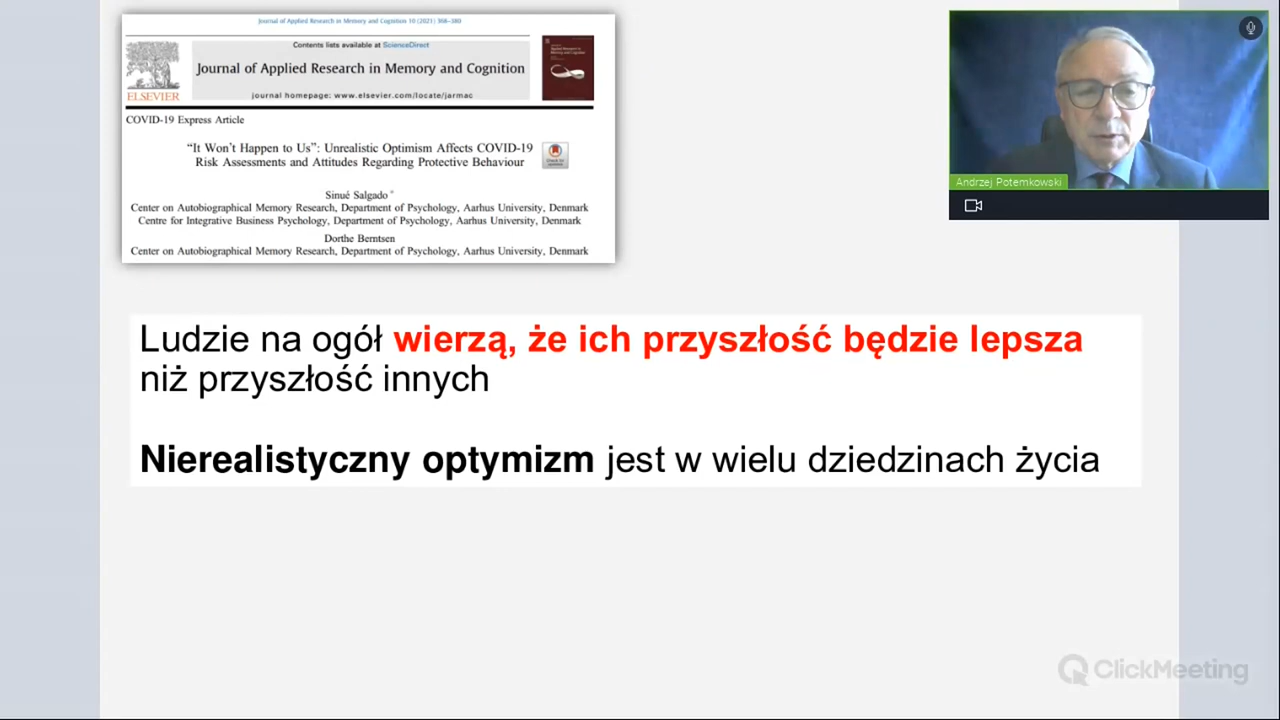 Journal of Applied Research in Memory and Cognition 10 (2021) 368–380
Contents lists available at ScienceDirect
Journal of Applied Research in Memory and Cognition
journal homepage: www.elsevier.com/locate/jarmac
ELSEVIER
COVID-19 Express Article
“It Won’t Happen to Us”: Unrealistic Optimism Affects COVID-19
Risk Assessments and Attitudes Regarding Protective Behaviour
Sinué Salgado *
Center on Autobiographical Memory Research, Department of Psychology, Aarhus University, Denmark
Centre for Integrative Business Psychology, Department of Psychology, Aarhus University, Denmark
Dorthe Berntsen
Center on Autobiographical Memory Research, Department of Psychology, Aarhus University, Denmark
Andrzej Potemkowski
Ludzie na ogół wierzą, że ich przyszłość będzie lepsza
niż przyszłość innych
Nierealistyczny optymizm jest w wielu dziedzinach życia
ClickMeeting